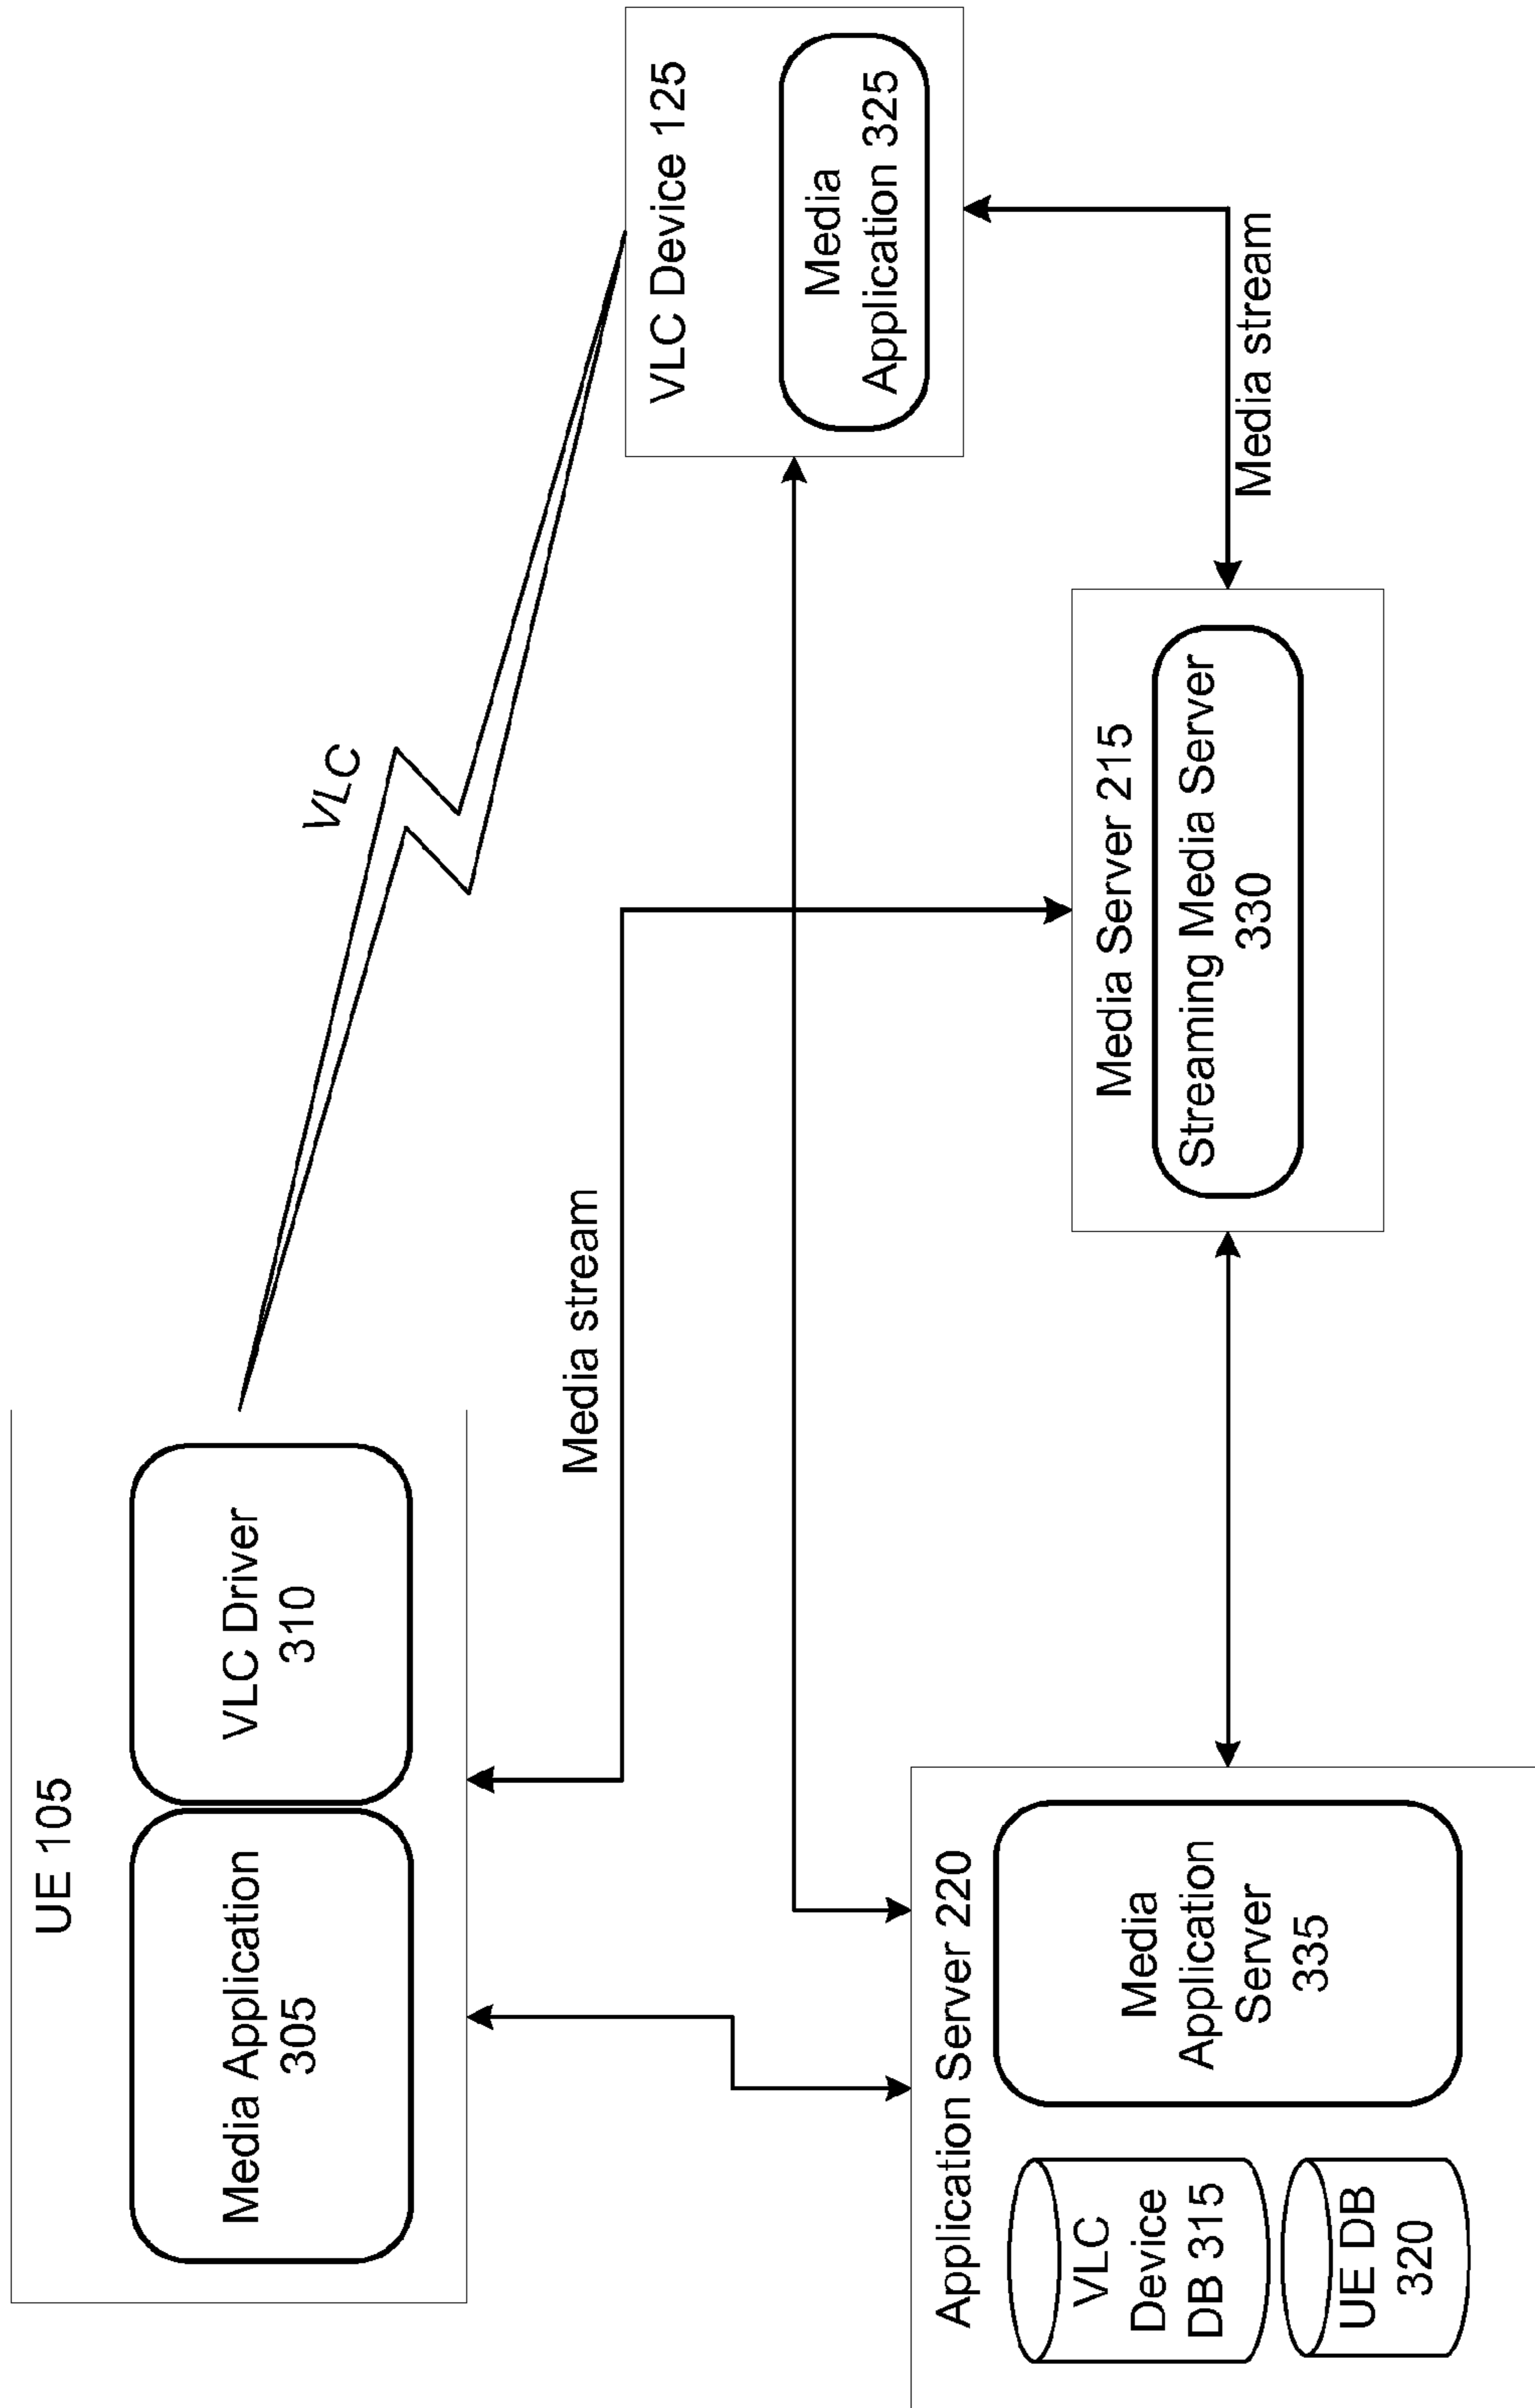 UE 105
Media Application
305
VLC Driver
310
VLC
VLC Device 125
Media
Application 325
Media stream
Media stream
Application Server 220
VLC
Device
DB 315
UE DB
320
Media
Application
Server
335
Media Server 215
Streaming Media Server
330